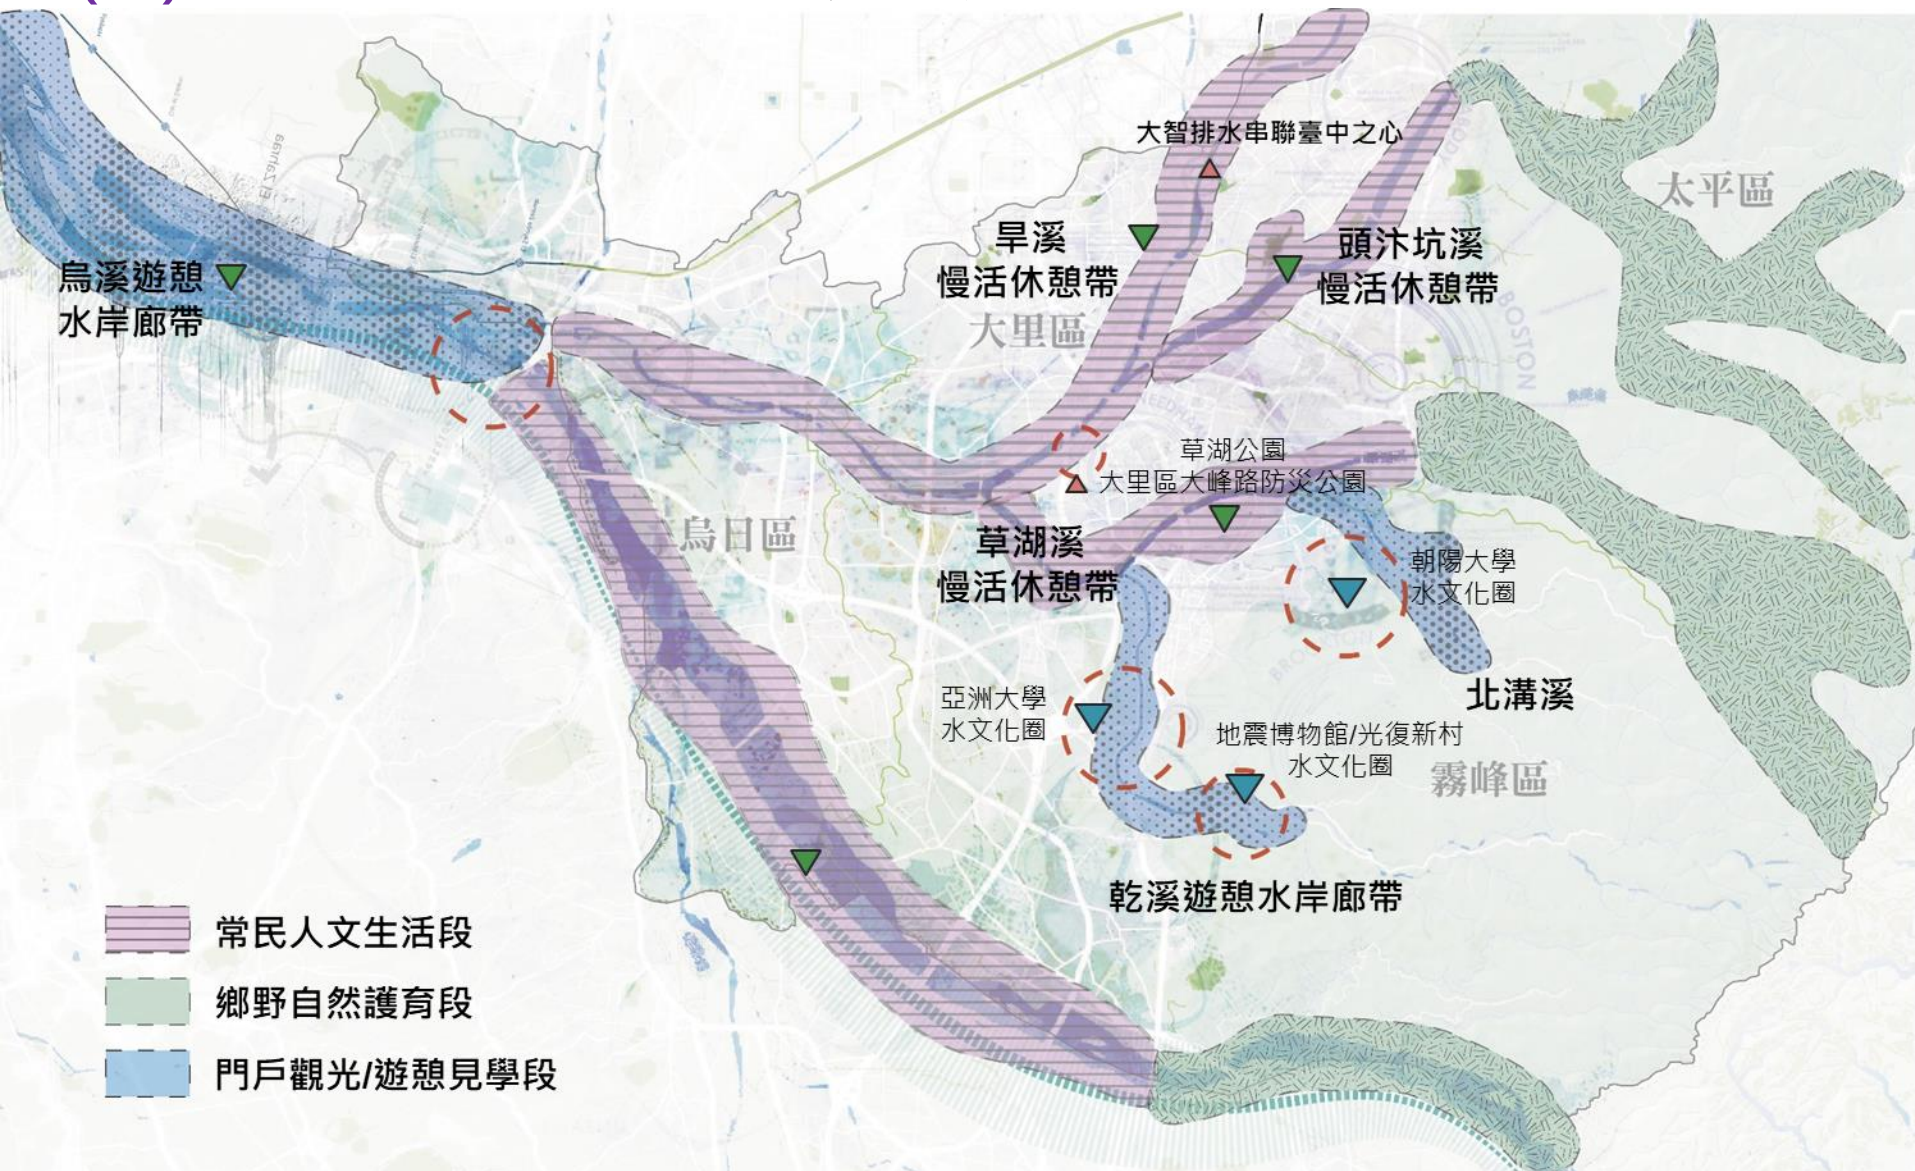 大智排水串聯臺中之心
太平區
旱溪
慢活休憩帶
頭汴坑溪
慢活休憩帶
烏溪遊憩
水岸廊帶
大里區
BOSTON
草湖公園
大里區大峰路防災公園
烏日區
草湖溪
慢活休憩帶
朝陽大學
水文化圈
北溝溪
亞洲大學
水文化圈
地震博物館/光復新村
水文化圈
霧峰區
乾溪遊憩水岸廊帶
常民人文生活段
鄉野自然護育段
門戶觀光/遊憩見學段